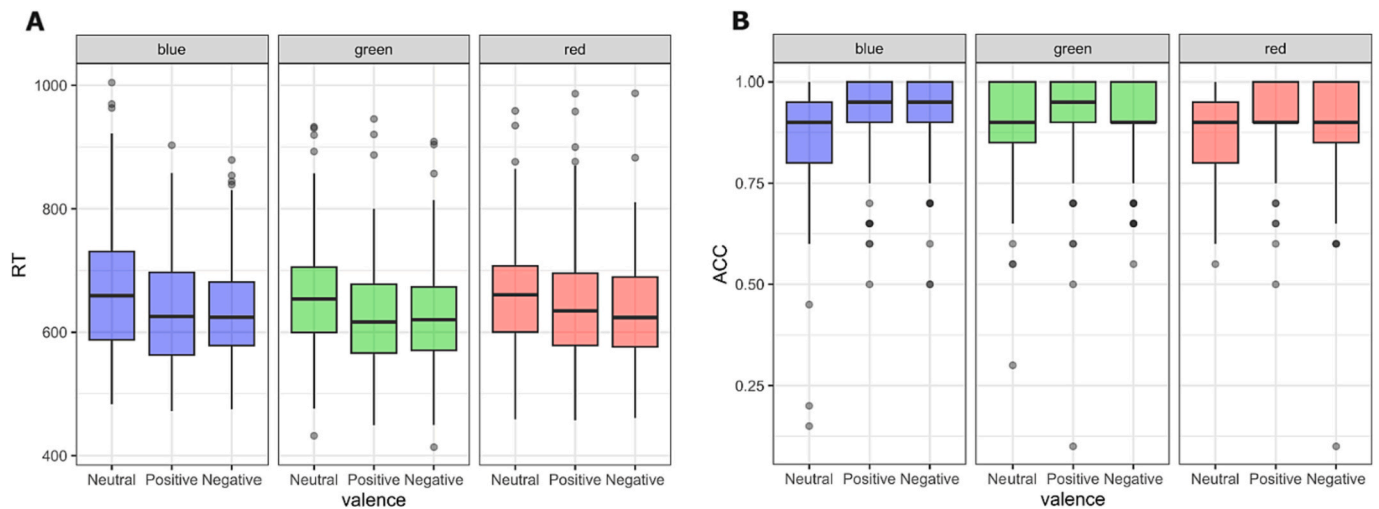 A
B
blue green red
blue green red
1000
800
600
400
RT
1.00
0.75
0.50
0.25
ACC
Neutral Positive Negative Neutral Positive Negative Neutral Positive Negative
valence
Neutral Positive Negative Neutral Positive Negative Neutral Positive Negative
valence